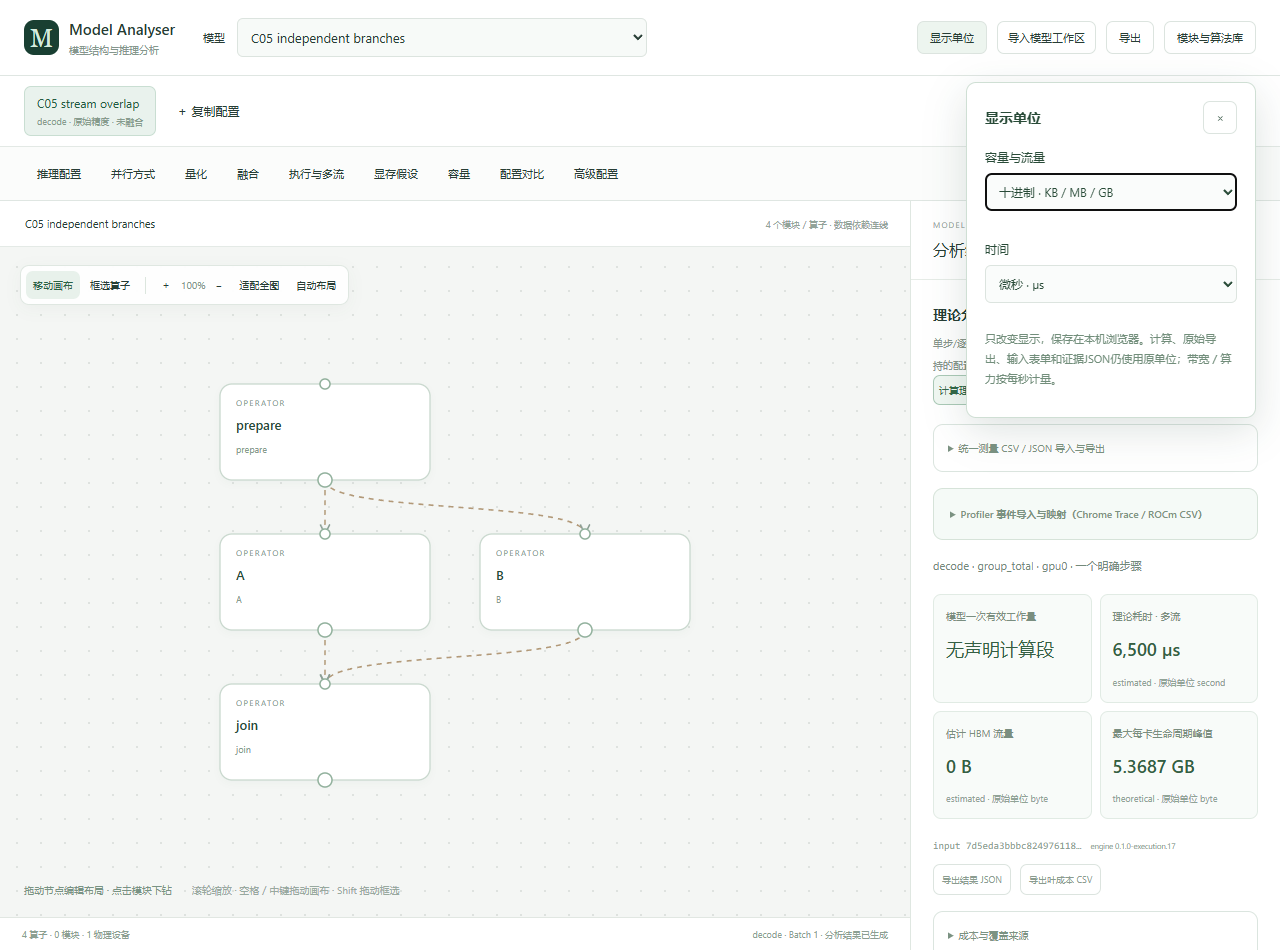 M
Model Analyser
模型结构与推理分析
模型
C05 independent branches
显示单位
导入模型工作区
导出
模块与算法库
C05 stream overlap
decode · 原始精度 · 未融合
+ 复制配置
推理配置
并行方式
量化
融合
执行与多流
显存假设
容量
配置对比
高级配置
显示单位
×
容量与流量
十进制 · KB / MB / GB
时间
微秒 · µs
只改变显示，保存在本机浏览器。计算、原始导
出、输入表单和证据JSON仍使用原单位；带宽 / 算
力按每秒计量。
C05 independent branches
4 个模块 / 算子 · 数据依赖连线
移动画布
框选算子
+
100%
−
适配全图
自动布局
OPERATOR
prepare
prepare
OPERATOR
A
A
OPERATOR
B
B
OPERATOR
join
join
拖动节点编辑布局 · 点击模块下钻
· 滚轮缩放 · 空格 / 中键拖动画布 · Shift 拖动框选
4 算子 · 0 模块 · 1 物理设备
decode · Batch 1 · 分析结果已生成
MODEL
分析
理论
单步/
持的配
计算
▸ 统一测量 CSV / JSON 导入与导出
▸ Profiler 事件导入与映射（Chrome Trace / ROCm CSV）
decode · group_total · gpu0 · 一个明确步骤
模型一次有效工作量
无声明计算段
理论耗时 · 多流
6,500 µs
estimated · 原始单位 second
估计 HBM 流量
0 B
estimated · 原始单位 byte
最大每卡生命周期峰值
5.3687 GB
theoretical · 原始单位 byte
input 7d5eda3bbbc824976118… engine 0.1.0-execution.17
导出结果 JSON
导出叶成本 CSV
▸ 成本与覆盖来源